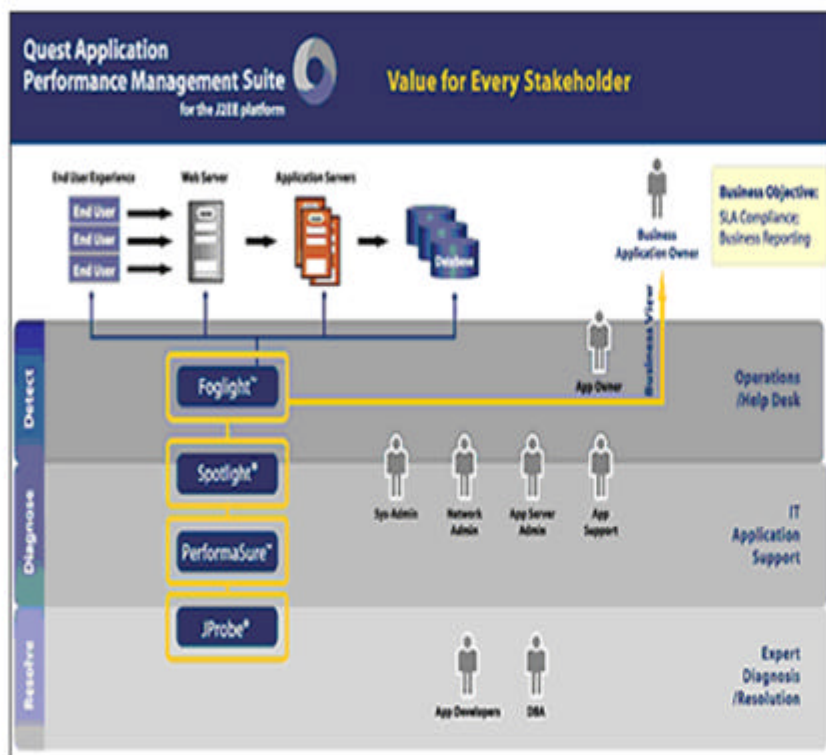 Quest Application
Performance Management Suite
for the J2EE platform
Value for Every Stakeholder
End User Experience
Web Server
Application Servers
End User
End User
End User
Database
Business
Application Owner
Business Objective:
SLA Compliance;
Business Reporting
Business View
App Owner
Operations
/Help Desk
Detect
Foglight™
Spotlight®
Sys Admin
Network
Admin
App Server
Admin
App
Support
IT
Application
Support
Diagnose
PerformaSure™
JProbe®
Resolve
App Developers
DBA
Expert
Diagnosis
/Resolution